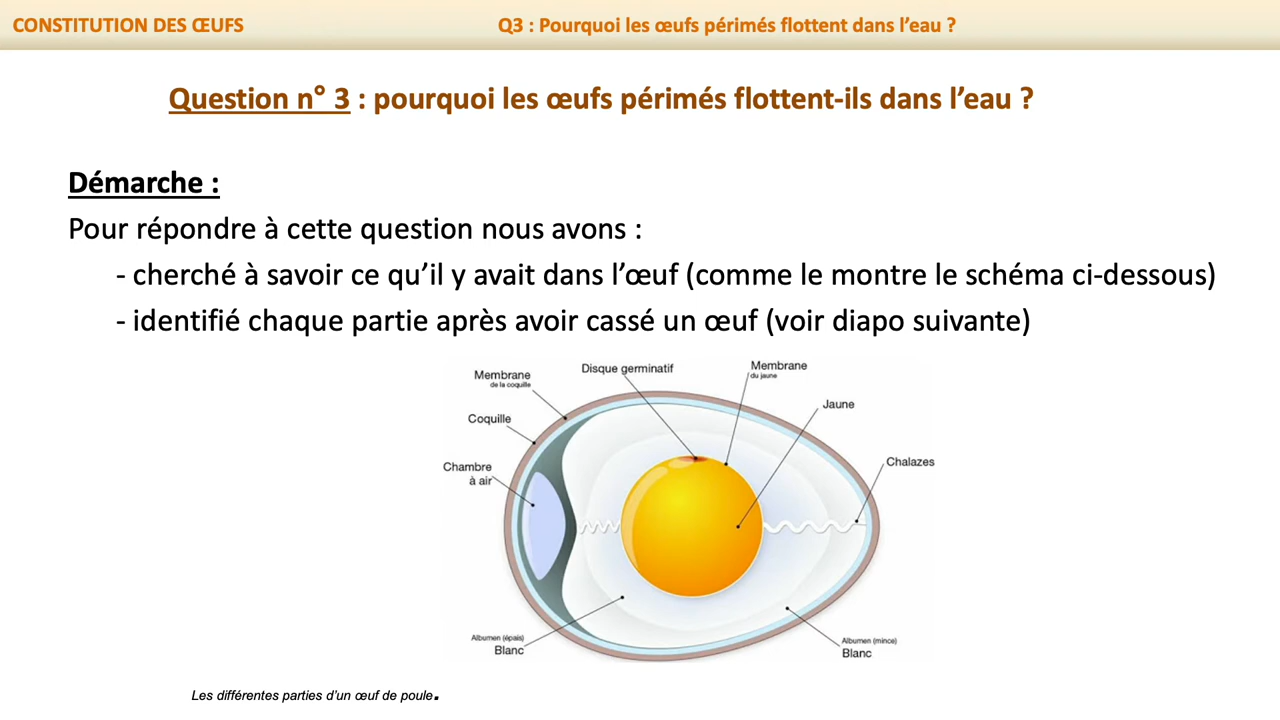 CONSTITUTION DES ŒUFS
Q3 : Pourquoi les œufs périmés flottent dans l’eau ?
Question n° 3 : pourquoi les œufs périmés flottent-ils dans l’eau ?
Démarche :
Pour répondre à cette question nous avons :
- cherché à savoir ce qu’il y avait dans l’œuf (comme le montre le schéma ci-dessous)
- identifié chaque partie après avoir cassé un œuf (voir diapo suivante)
Membrane
de la coquille
Disque germinatif
Membrane
du jaune
Coquille
Jaune
Chambre
à air
Chalazes
Albumen (épais)
Blanc
Albumen (mince)
Blanc
Les différentes parties d’un œuf de poule.